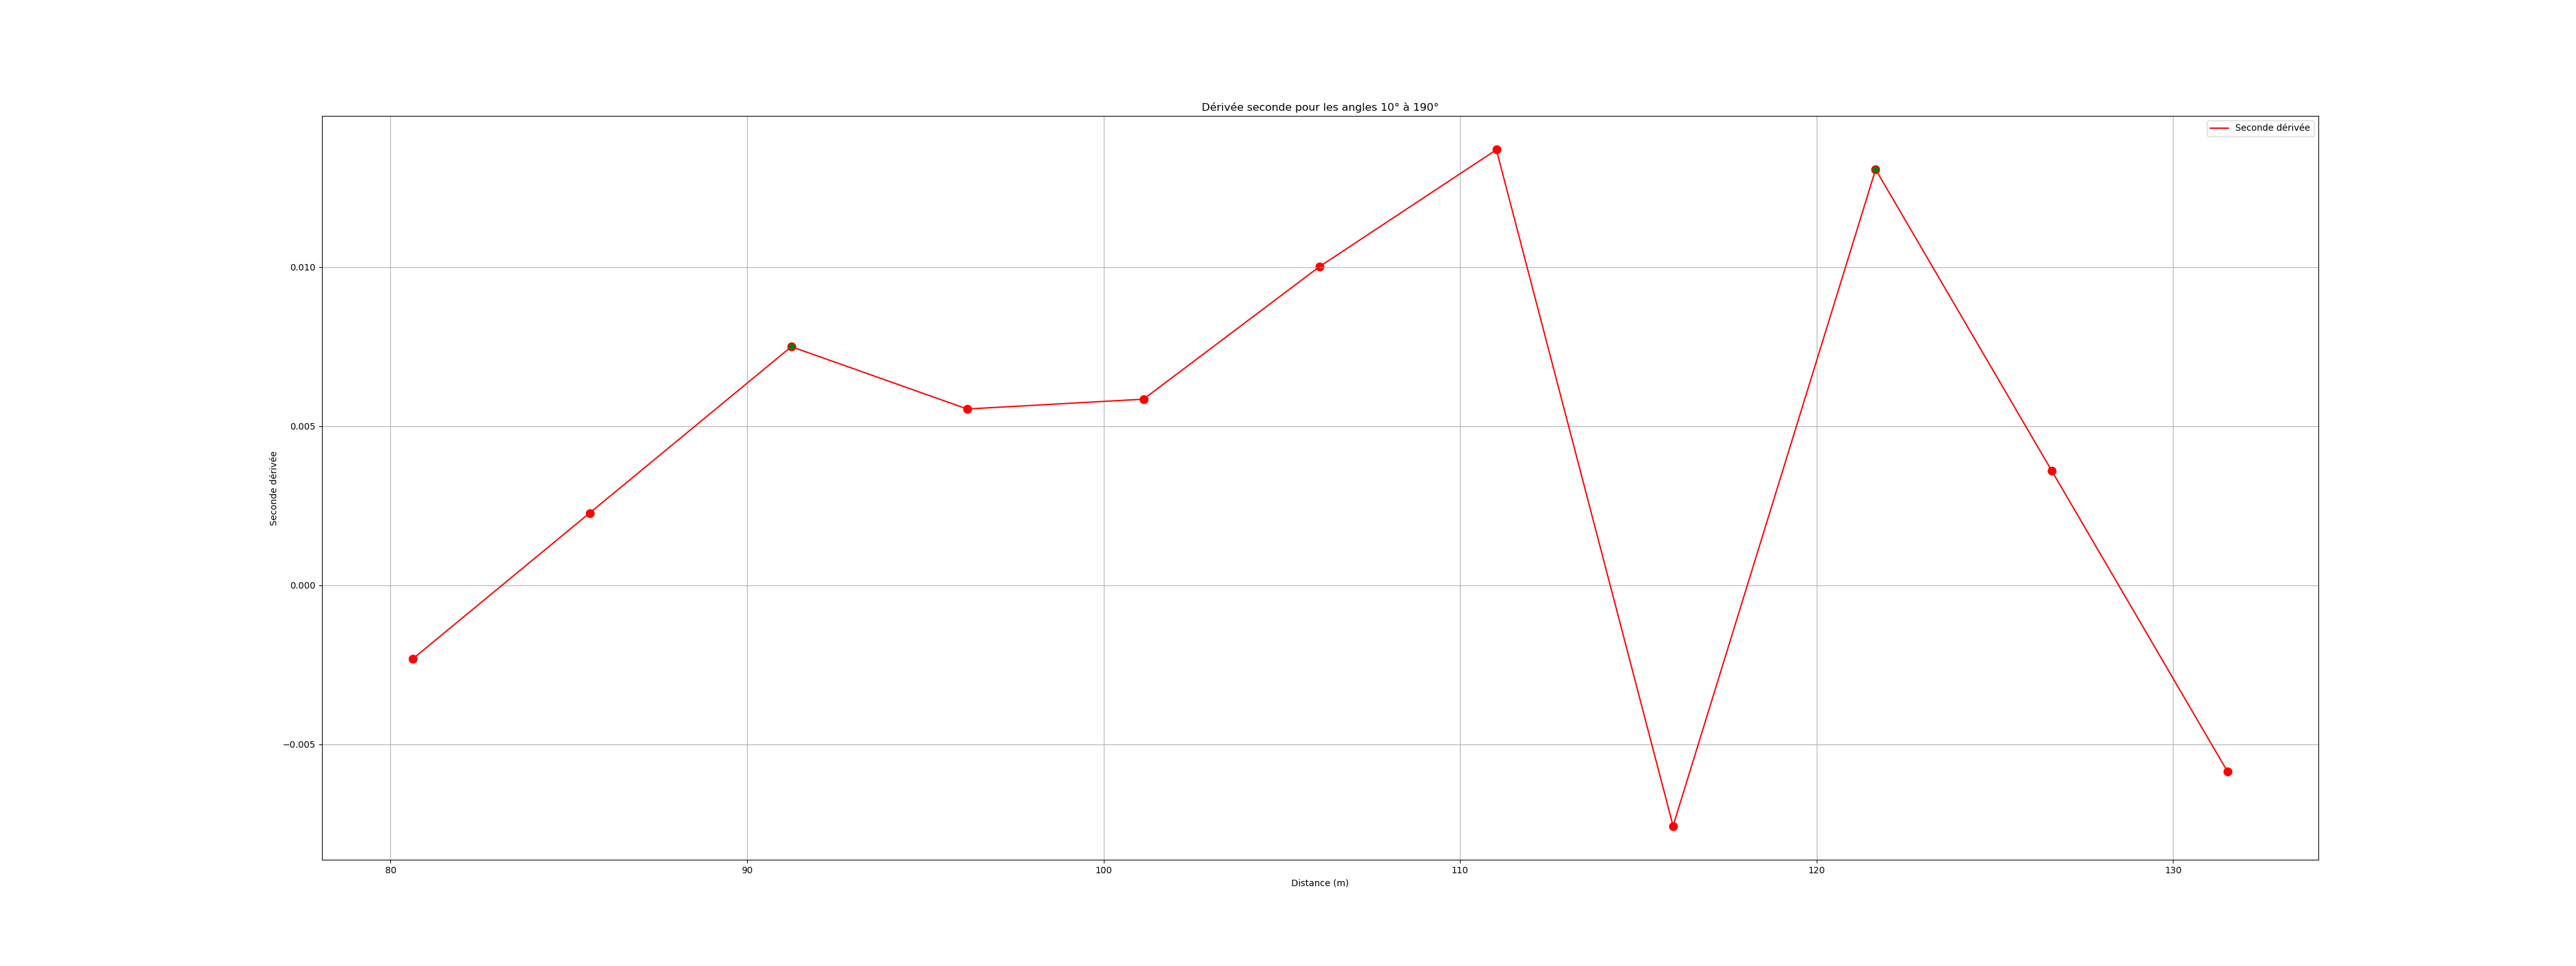 Dérivée seconde pour les angles 10° à 190°
Seconde dérivée
0.010
0.005
0.000
−0.005
Seconde dérivée
80
90
100
110
120
130
Distance (m)